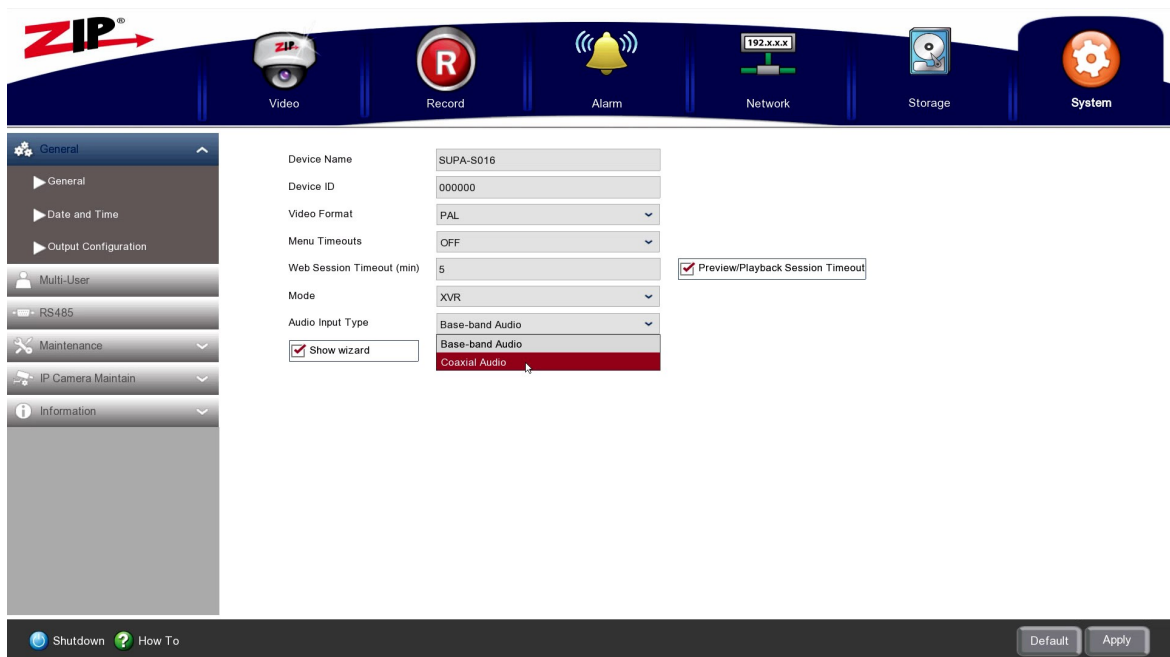 ZIP®
ZIP.
R
192.x.x.x
Video
Record
Alarm
Network
Storage
System
General
General
Date and Time
Output Configuration
Multi-User
RS485
Maintenance
IP Camera Maintain
Information
Device Name
SUPA-S016
Device ID
000000
Video Format
PAL
Menu Timeouts
OFF
Web Session Timeout (min)
5
Preview/Playback Session Timeout
Mode
XVR
Audio Input Type
Base-band Audio
Base-band Audio
Coaxial Audio
Show wizard
Shutdown
How To
Default
Apply